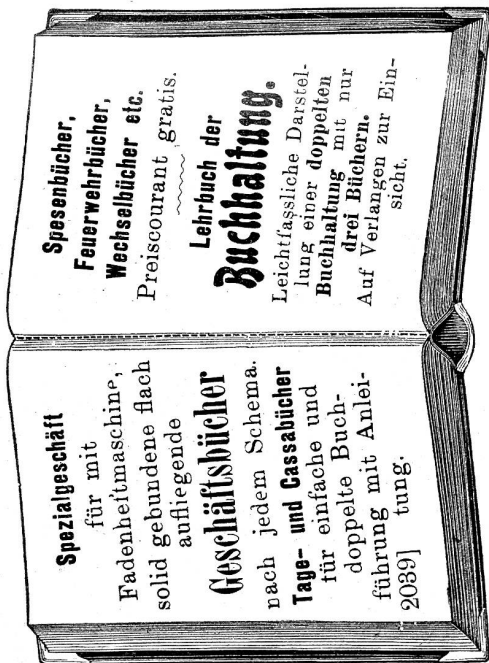 Spezialgeschäft
für mit
Fadenheftmaschine,
solid gebundene flach
aufliegende
Geschäftsbücher
nach jedem Schema.
Tage- und Cassabücher
für einfache und
doppelte Buch-
führung mit Anlei-
2039] tung.
Spesenbücher,
Feuerwehrbücher,
Wechselbücher etc.
Preiscourant gratis.
Lehrbuch der
Buchhaltung.
Leichtfassliche Darstel-
lung einer doppelten
Buchhaltung mit nur
drei Büchern.
Auf Verlangen zur Ein-
sicht.